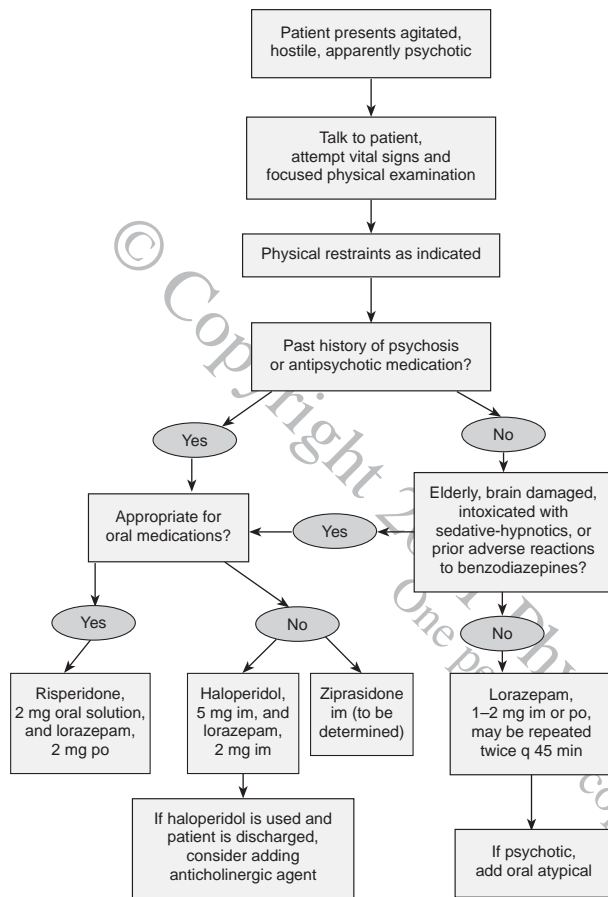 Patient presents agitated,
hostile, apparently psychotic
Talk to patient,
attempt vital signs and
focused physical examination
Physical restraints as indicated
Past history of psychosis
or antipsychotic medication?
Yes
No
Appropriate for
oral medications?
Yes
Elderly, brain damaged,
intoxicated with
sedative-hypnotics, or
prior adverse reactions
to benzodiazepines?
Yes
No
No
Risperidone,
2 mg oral solution,
and lorazepam,
2 mg po
Haloperidol,
5 mg im, and
lorazepam,
2 mg im
Ziprasidone
im (to be
determined)
Lorazepam,
1–2 mg im or po,
may be repeated
twice q 45 min
If haloperidol is used and
patient is discharged,
consider adding
anticholinergic agent
If psychotic,
add oral atypical
© Copyright
One